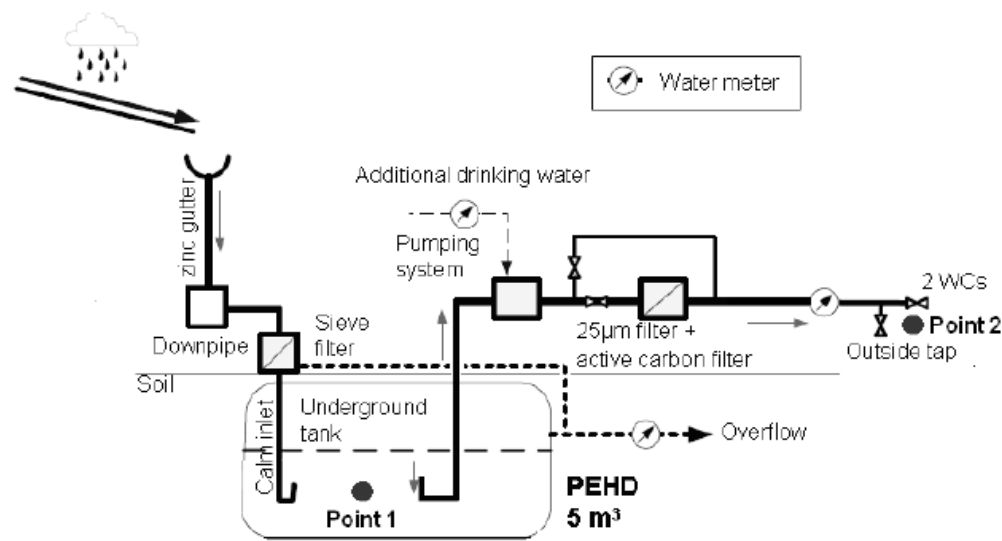 Water meter
Additional drinking water
zinc gutter
Pumping
system
2 WCs
Point 2
Sieve
filter
25µm filter +
active carbon filter
Downpipe
Outside tap
Soil
Calm inlet
Underground
tank
Overflow
PEHD
5 m³
Point 1